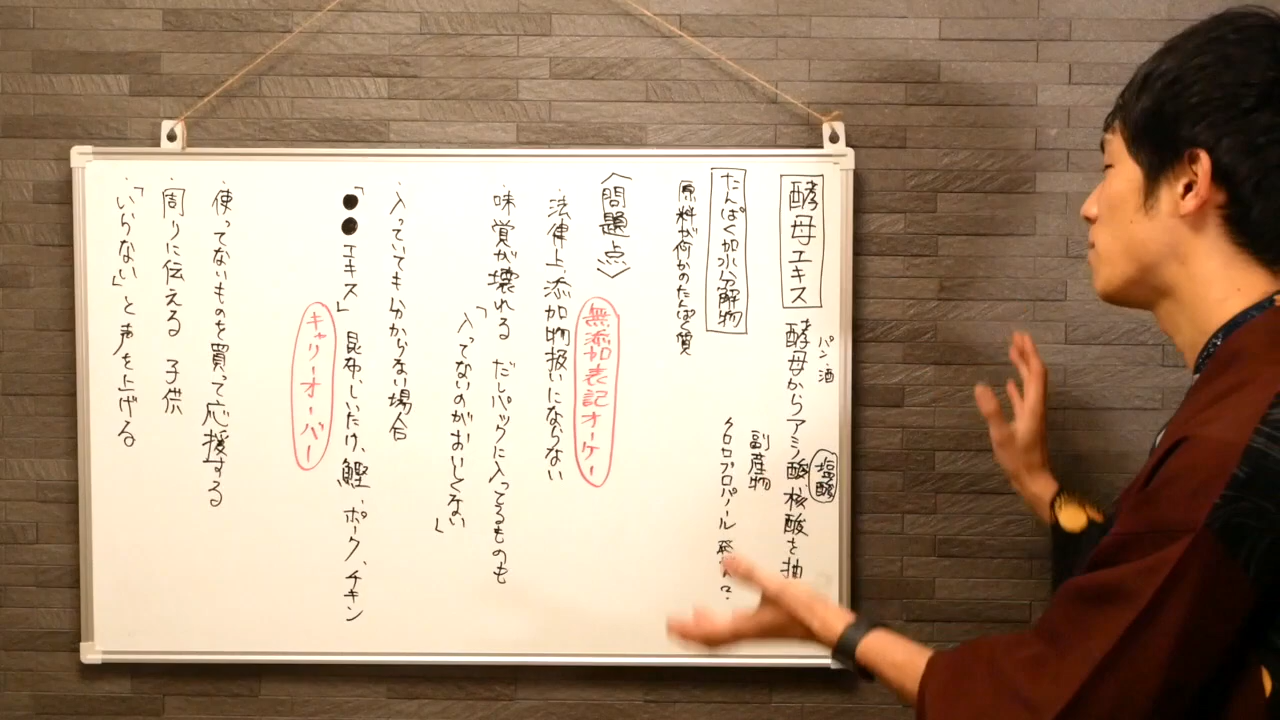 酵母エキス
パン・酒
酵母からアミノ酸、核酸を抽
塩酸
たんぱく加水分解物
副産物
クロロプロパノール
原料が何かのたんぱく質
〈問題点〉
無添加表記オーケー
・法律上、添加物扱いにならない
・味覚が壊れる だしパックに入ってるものも
「入ってないのがおいしくない」
・入っていても分からない場合
「●●エキス」 昆布、しいたけ、鰹、ポーク、チキン
キャリーオーバー
・使ってないものを買って応援する
・周りに伝える 子供
・「いらない」と声を上げる